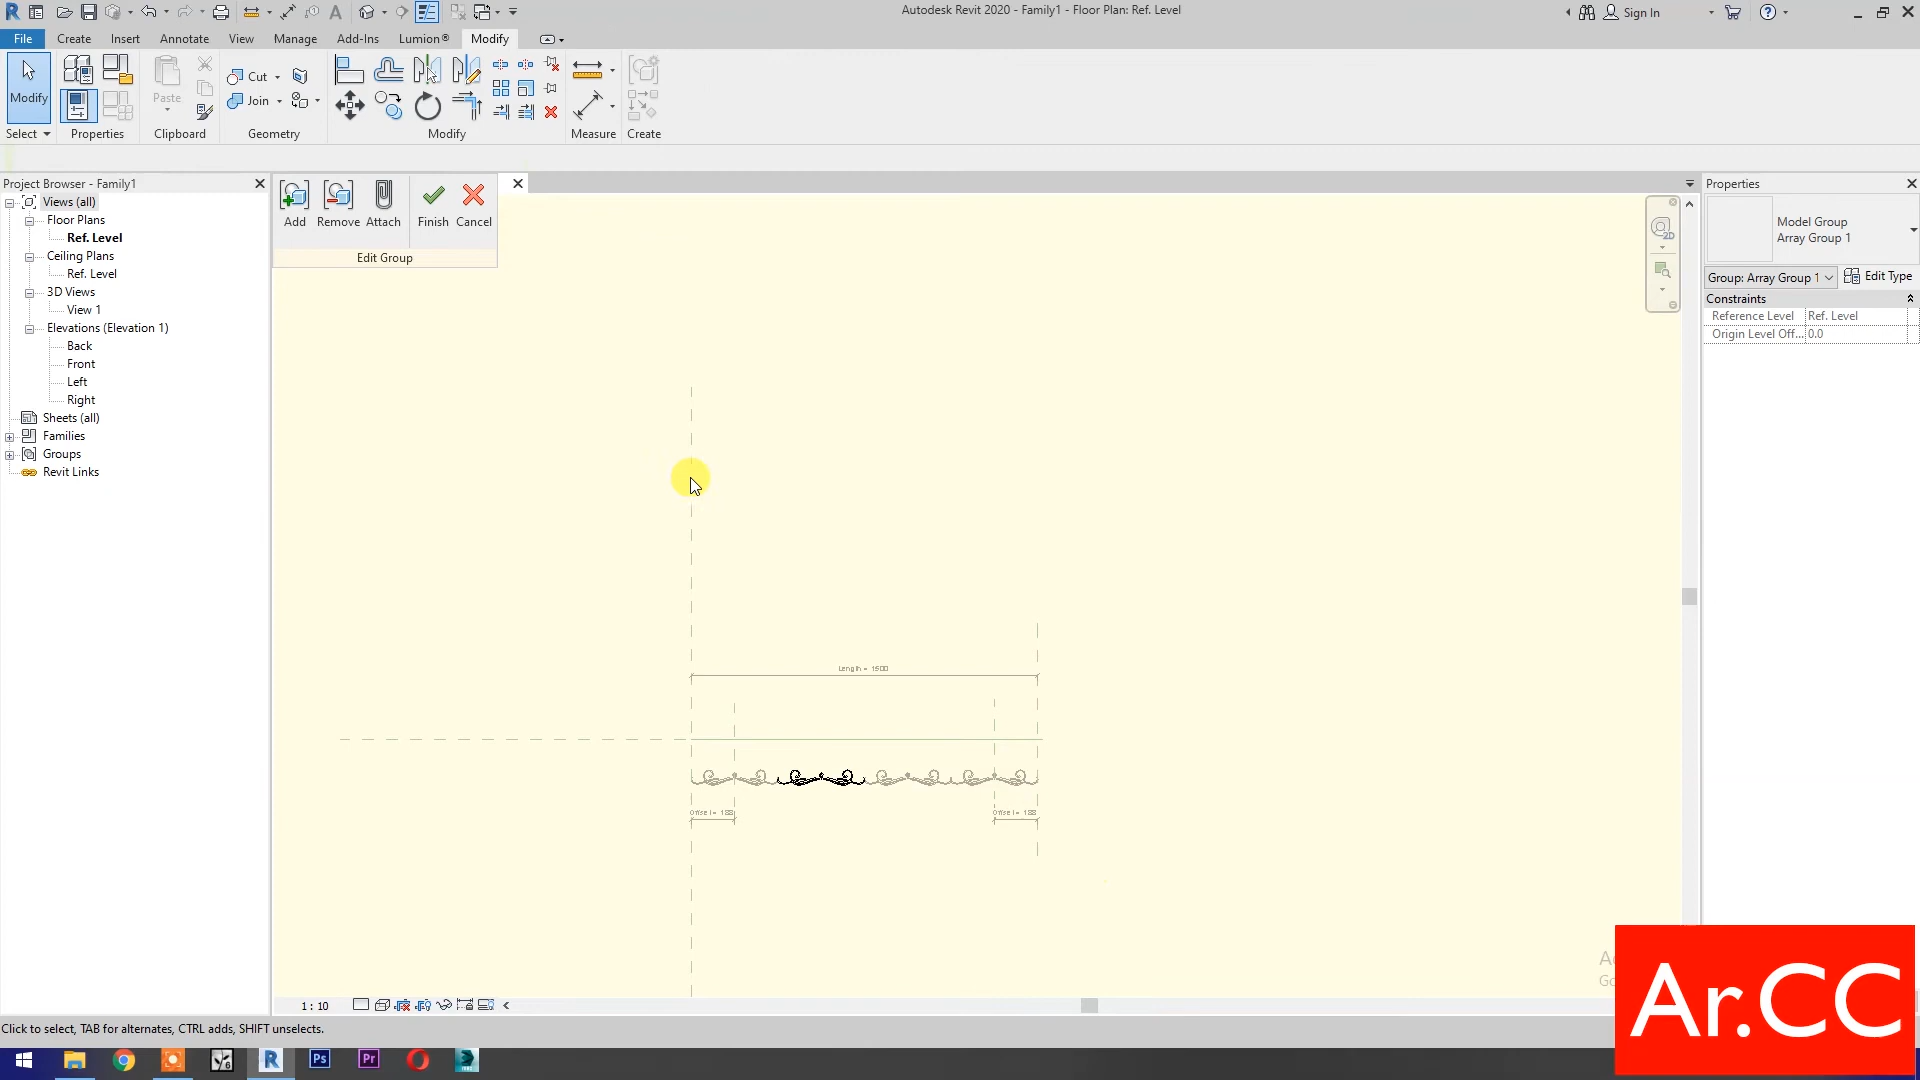 Autodesk Revit 2020 - Family1 - Floor Plan: Ref. Level
Sign In
File Create Insert Annotate View Manage Add-Ins Lumion® Modify
Modify
Paste
Cut
Join
Select Properties Clipboard Geometry Modify Measure Create
Project Browser - Family1
Views (all)
Floor Plans
Ref. Level
Ceiling Plans
Ref. Level
3D Views
View 1
Elevations (Elevation 1)
Back
Front
Left
Right
Sheets (all)
Families
Groups
Revit Links
Add Remove Attach Finish Cancel
Edit Group
2D
Length = 1500
Properties
Model Group
Array Group 1
Group: Array Group 1
Edit Type
Constraints
Reference Level Ref. Level
Origin Level Off... 0.0
1 : 10
Click to select, TAB for alternates, CTRL adds, SHIFT unselects.
Ps
Pr
Ar.CC